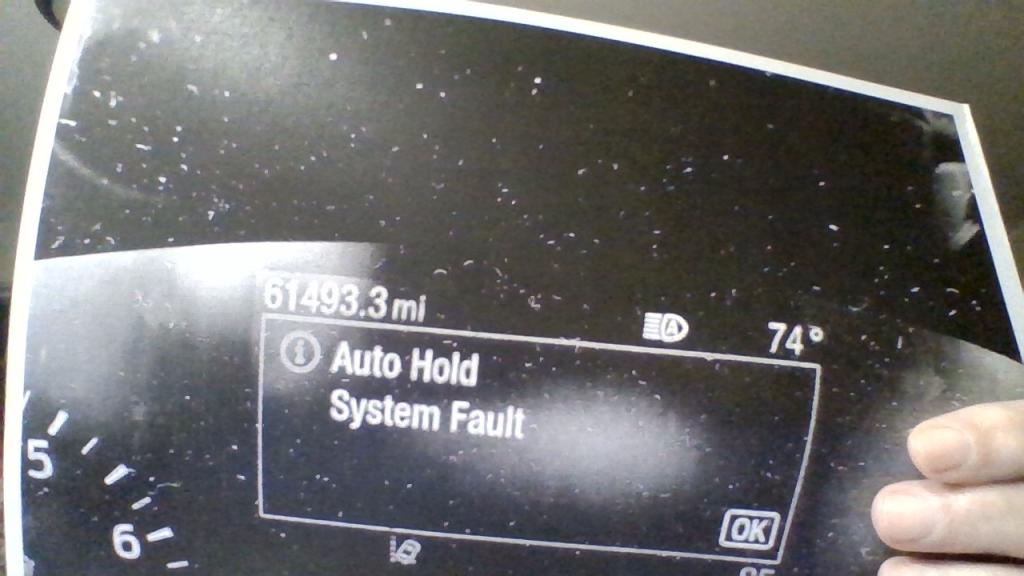 61493.3 mi
A
74°
i Auto Hold
System Fault
5
OK
6